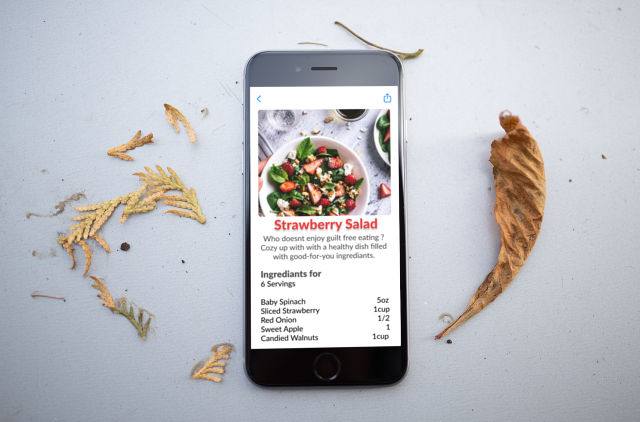 Strawberry Salad
Who doesnt enjoy guilt free eating ?
Cozy up with with a healthy dish filled
with good-for-you ingrediants.
Ingrediants for
6 Servings
Baby Spinach 5oz
Sliced Strawberry 1cup
Red Onion 1/2
Sweet Apple 1
Candied Walnuts 1cup